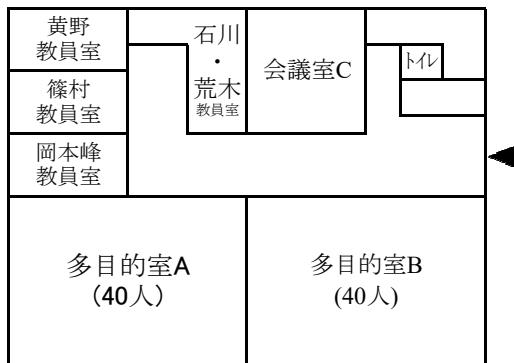 黄野
教員室
篠村
教員室
岡本峰
教員室
石川
・
荒木
教員室
会議室C
トイレ
多目的室A
（40人）
多目的室B
(40人)